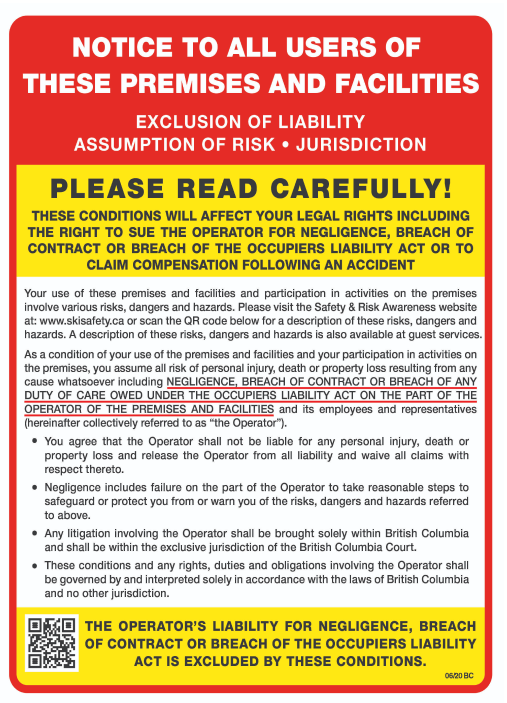 NOTICE TO ALL USERS OF
THESE PREMISES AND FACILITIES
EXCLUSION OF LIABILITY
ASSUMPTION OF RISK • JURISDICTION
PLEASE READ CAREFULLY!
THESE CONDITIONS WILL AFFECT YOUR LEGAL RIGHTS INCLUDING
THE RIGHT TO SUE THE OPERATOR FOR NEGLIGENCE, BREACH OF
CONTRACT OR BREACH OF THE OCCUPIERS LIABILITY ACT OR TO
CLAIM COMPENSATION FOLLOWING AN ACCIDENT
Your use of these premises and facilities and participation in activities on the premises
involve various risks, dangers and hazards. Please visit the Safety & Risk Awareness website
at: www.skisafety.ca or scan the QR code below for a description of these risks, dangers and
hazards. A description of these risks, dangers and hazards is also available at guest services.
As a condition of your use of the premises and facilities and your participation in activities on
the premises, you assume all risk of personal injury, death or property loss resulting from any
cause whatsoever including NEGLIGENCE, BREACH OF CONTRACT OR BREACH OF ANY
DUTY OF CARE OWED UNDER THE OCCUPIERS LIABILITY ACT ON THE PART OF THE
OPERATOR OF THE PREMISES AND FACILITIES and its employees and representatives
(hereinafter collectively referred to as “the Operator”).
• You agree that the Operator shall not be liable for any personal injury, death or
property loss and release the Operator from all liability and waive all claims with
respect thereto.
• Negligence includes failure on the part of the Operator to take reasonable steps to
safeguard or protect you from or warn you of the risks, dangers and hazards referred
to above.
• Any litigation involving the Operator shall be brought solely within British Columbia
and shall be within the exclusive jurisdiction of the British Columbia Court.
• These conditions and any rights, duties and obligations involving the Operator shall
be governed by and interpreted solely in accordance with the laws of British Columbia
and no other jurisdiction.
THE OPERATOR’S LIABILITY FOR NEGLIGENCE, BREACH
OF CONTRACT OR BREACH OF THE OCCUPIERS LIABILITY
ACT IS EXCLUDED BY THESE CONDITIONS.
06/20 BC